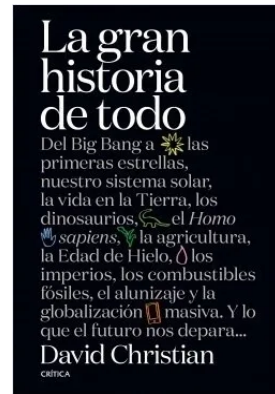 La gran
historia
de todo
Del Big Bang a las
primeras estrellas,
nuestro sistema solar,
la vida en la Tierra, los
dinosaurios, el Homo
sapiens, la agricultura,
la Edad de Hielo, los
imperios, los combustibles
fósiles, el alunizaje y la
globalización masiva. Y lo
que el futuro nos depara...
David Christian
CRÍTICA